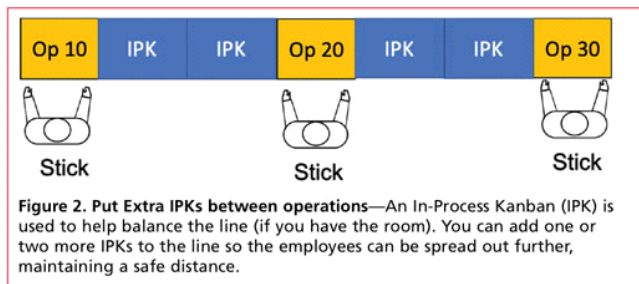 Op 10 IPK IPK Op 20 IPK IPK Op 30
Stick Stick Stick
Figure 2. Put Extra IPKs between operations—An In-Process Kanban (IPK) is
used to help balance the line (if you have the room). You can add one or
two more IPKs to the line so the employees can be spread out further,
maintaining a safe distance.